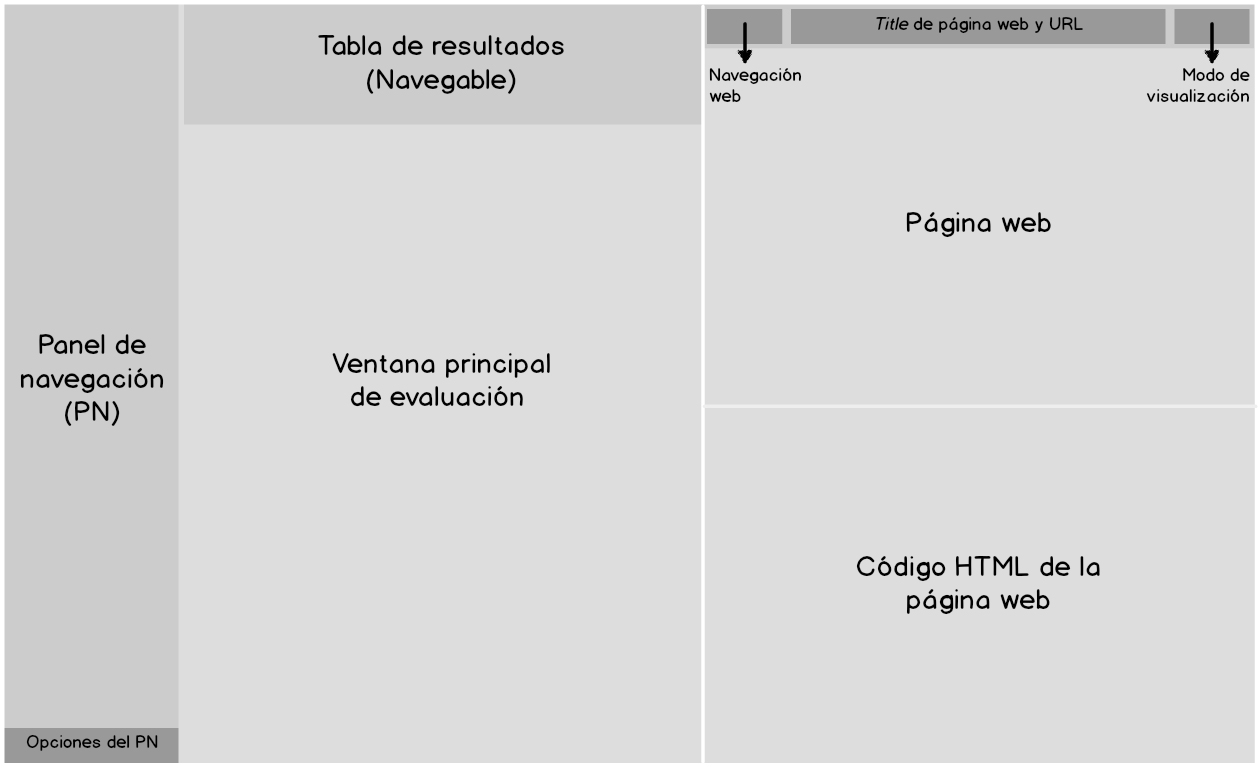 Panel de
navegación
(PN)
Opciones del PN
Tabla de resultados
(Navegable)
Ventana principal
de evaluación
Title de página web y URL
Navegación
web
Modo de
visualización
Página web
Código HTML de la
página web